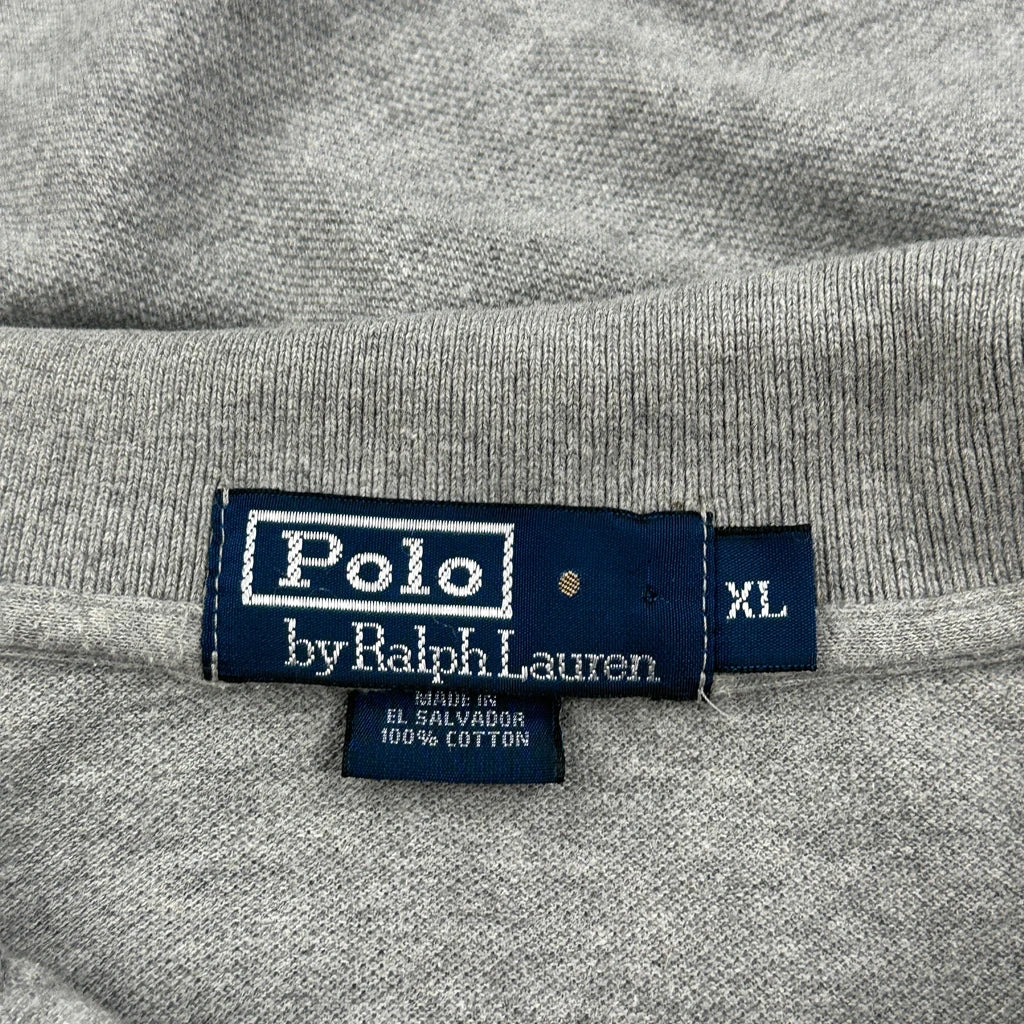 Polo
by Ralph Lauren
XL
MADE IN
EL SALVADOR
100% COTTON